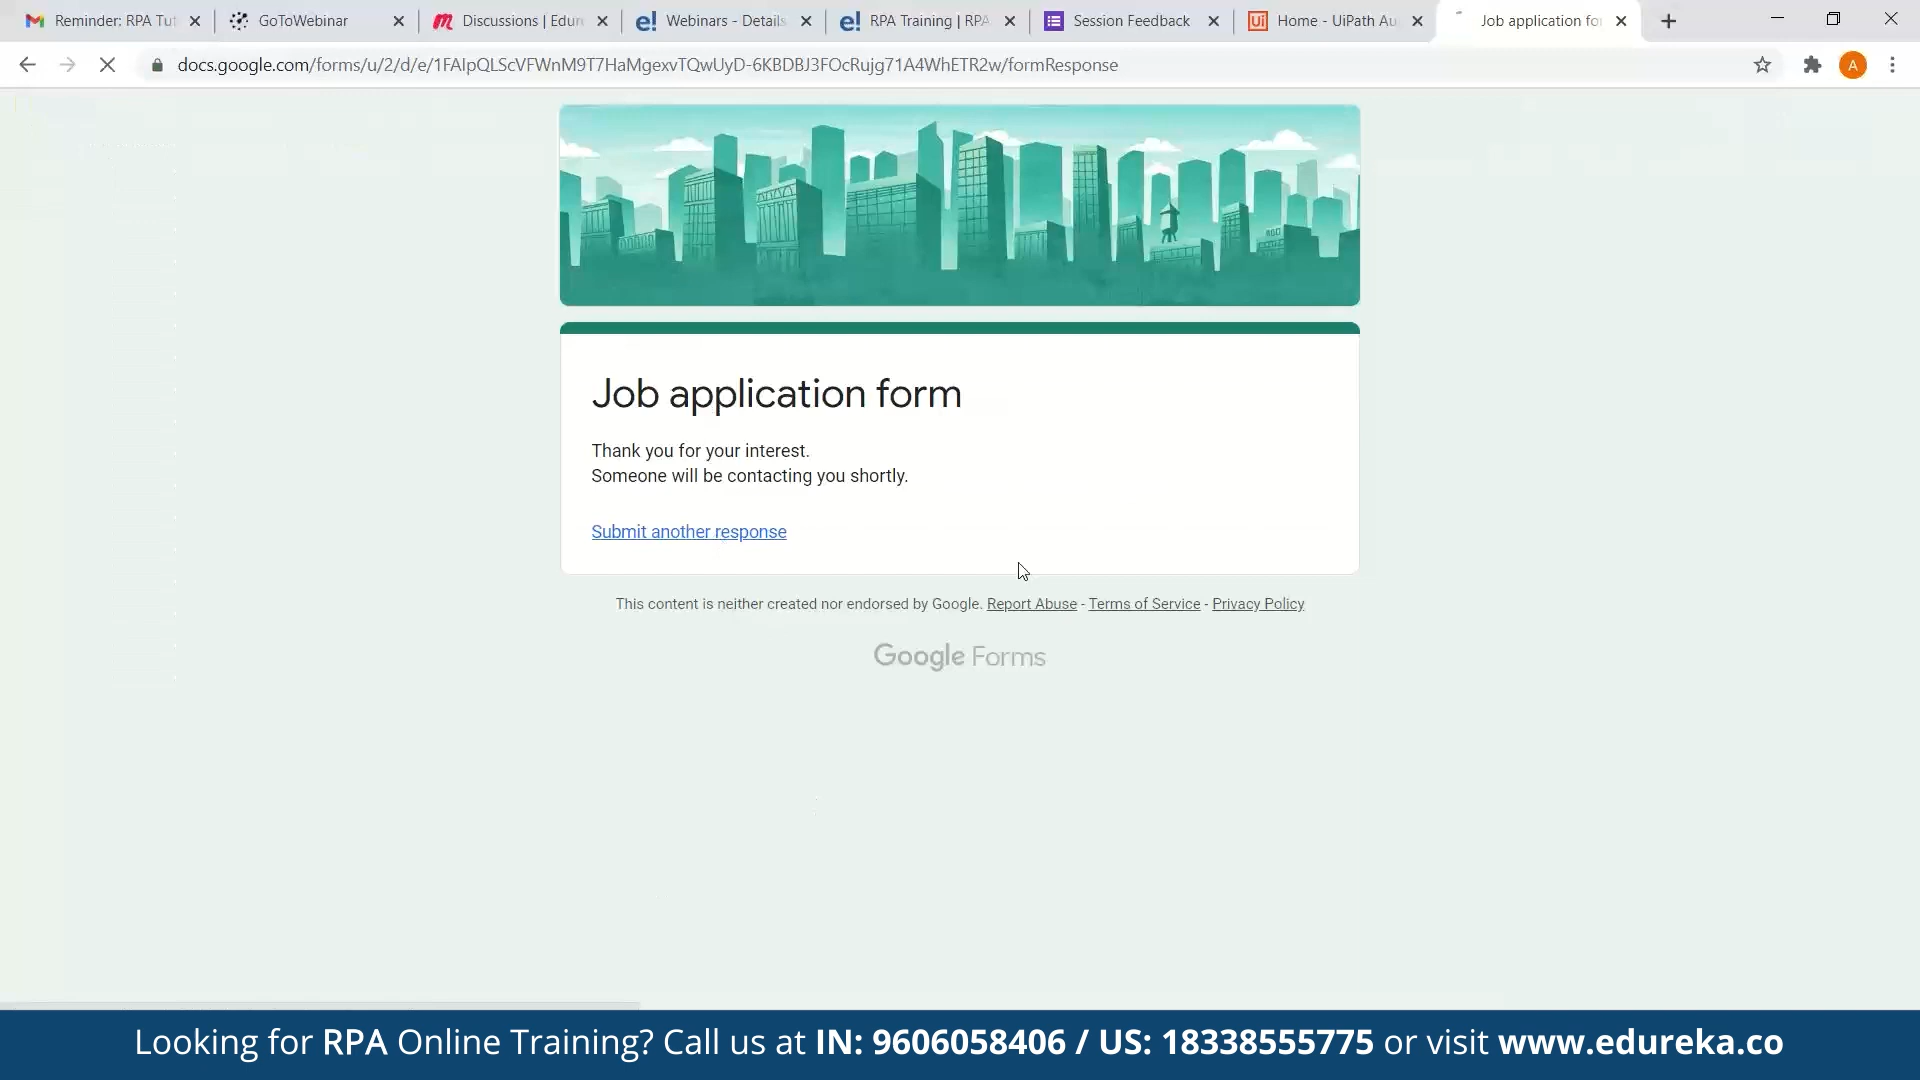 Reminder: RPA Tut
GoToWebinar
Discussions | Edure
Webinars - Details
RPA Training | RPA
Session Feedback
Home - UiPath Au
Job application fo
docs.google.com/forms/u/2/d/e/1FAIpQLScVFWnM9T7HaMgexvTQwUyD-6KBDBJ3FOcRujg71A4WhETR2w/formResponse
A
Job application form
Thank you for your interest.
Someone will be contacting you shortly.
Submit another response
This content is neither created nor endorsed by Google. Report Abuse - Terms of Service - Privacy Policy
Google Forms
Looking for RPA Online Training? Call us at IN: 9606058406 / US: 18338555775 or visit www.edureka.co